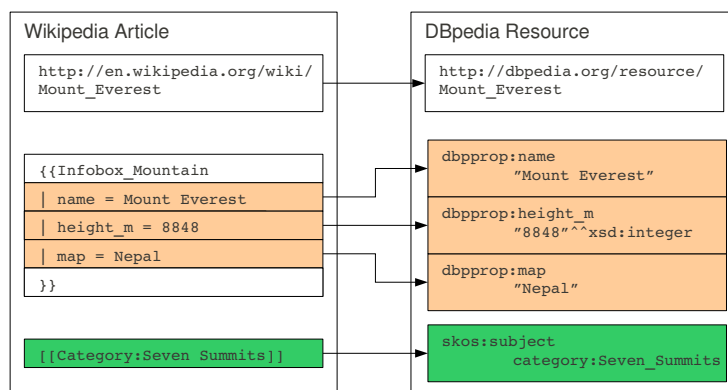 Wikipedia Article
http://en.wikipedia.org/wiki/
Mount_Everest
{{Infobox_Mountain
| name = Mount Everest
| height_m = 8848
| map = Nepal
}}
[[Category:Seven Summits]]
DBpedia Resource
http://dbpedia.org/resource/
Mount_Everest
dbpprop:name
”Mount Everest”
dbpprop:height_m
”8848”^^xsd:integer
dbpprop:map
”Nepal”
skos:subject
category:Seven_Summits